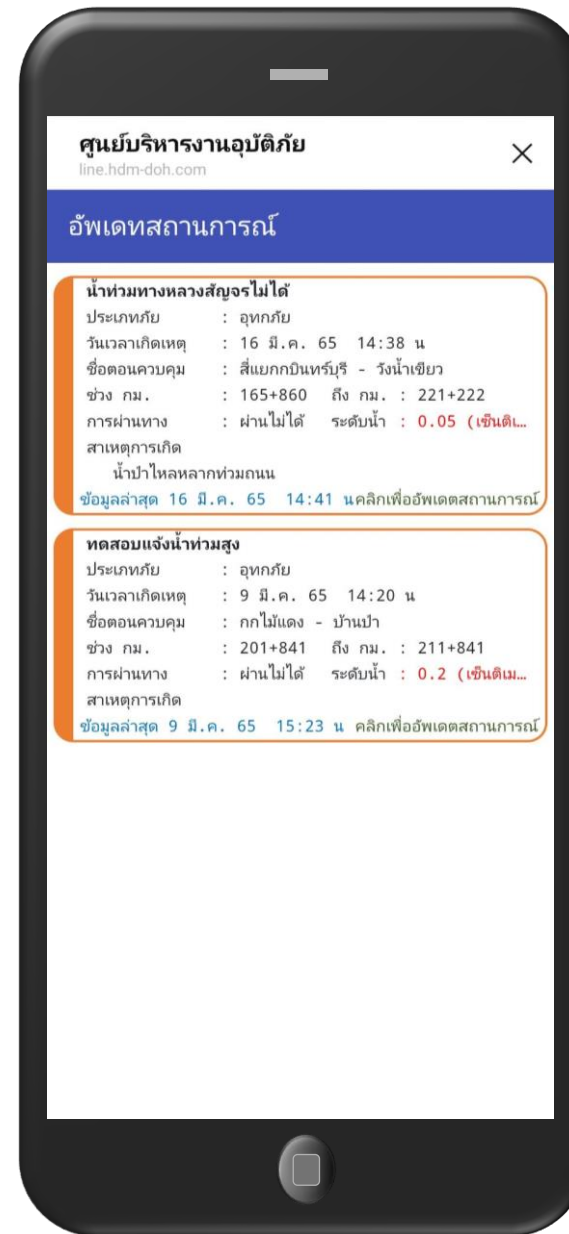 ศูนย์บริหารงานอุบัติภัย
line.hdm-doh.com
อัพเดทสถานการณ์
น้ำท่วมทางหลวงสัญจรไม่ได้
ประเภทภัย : อุทกภัย
วันเวลาเกิดเหตุ : 16 มี.ค. 65 14:38 น
ชื่อตอนควบคุม : สี่แยกกบินทร์บุรี - วังน้ำเขียว
ช่วง กม. : 165+860 ถึง กม. : 221+222
การผ่านทาง : ผ่านไม่ได้ ระดับน้ำ : 0.05 (เซ็นติเ...
สาเหตุการเกิด
น้ำป่าไหลหลากท่วมถนน
ข้อมูลล่าสุด 16 มี.ค. 65 14:41 นคลิกเพื่ออัพเดตสถานการณ์
ทดสอบแจ้งน้ำท่วมสูง
ประเภทภัย : อุทกภัย
วันเวลาเกิดเหตุ : 9 มี.ค. 65 14:20 น
ชื่อตอนควบคุม : กกไม้แดง - บ้านป่า
ช่วง กม. : 201+841 ถึง กม. : 211+841
การผ่านทาง : ผ่านไม่ได้ ระดับน้ำ : 0.2 (เซ็นติเม...
สาเหตุการเกิด
ข้อมูลล่าสุด 9 มี.ค. 65 15:23 น คลิกเพื่ออัพเดตสถานการณ์